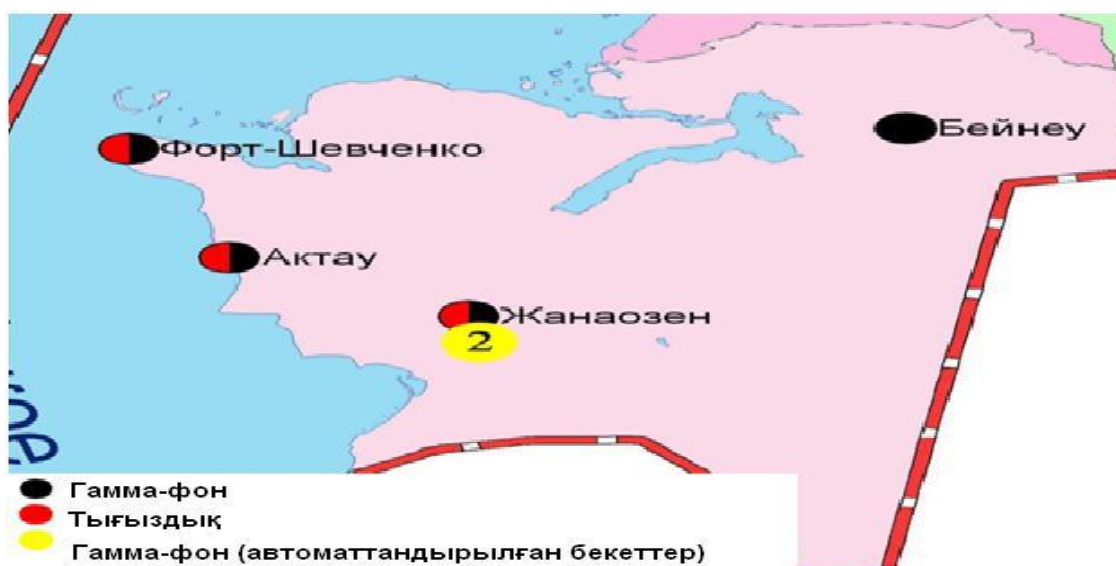 Бейнеу
Форт-Шевченко
Актау
Жанаозен
2
Гамма-фон
Тығыздық
Гамма-фон (автоматтандырылған бекеттер)